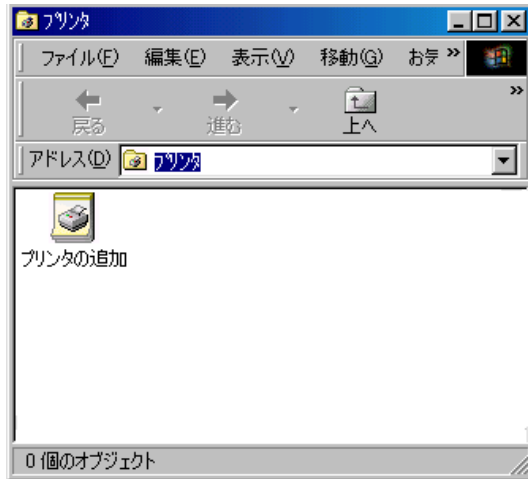 プリンタ
ファイル(F) 編集(E) 表示(V) 移動(G) お気 »
戻る 進む 上へ »
アドレス(D) プリンタ
プリンタの追加
0 個のオブジェクト